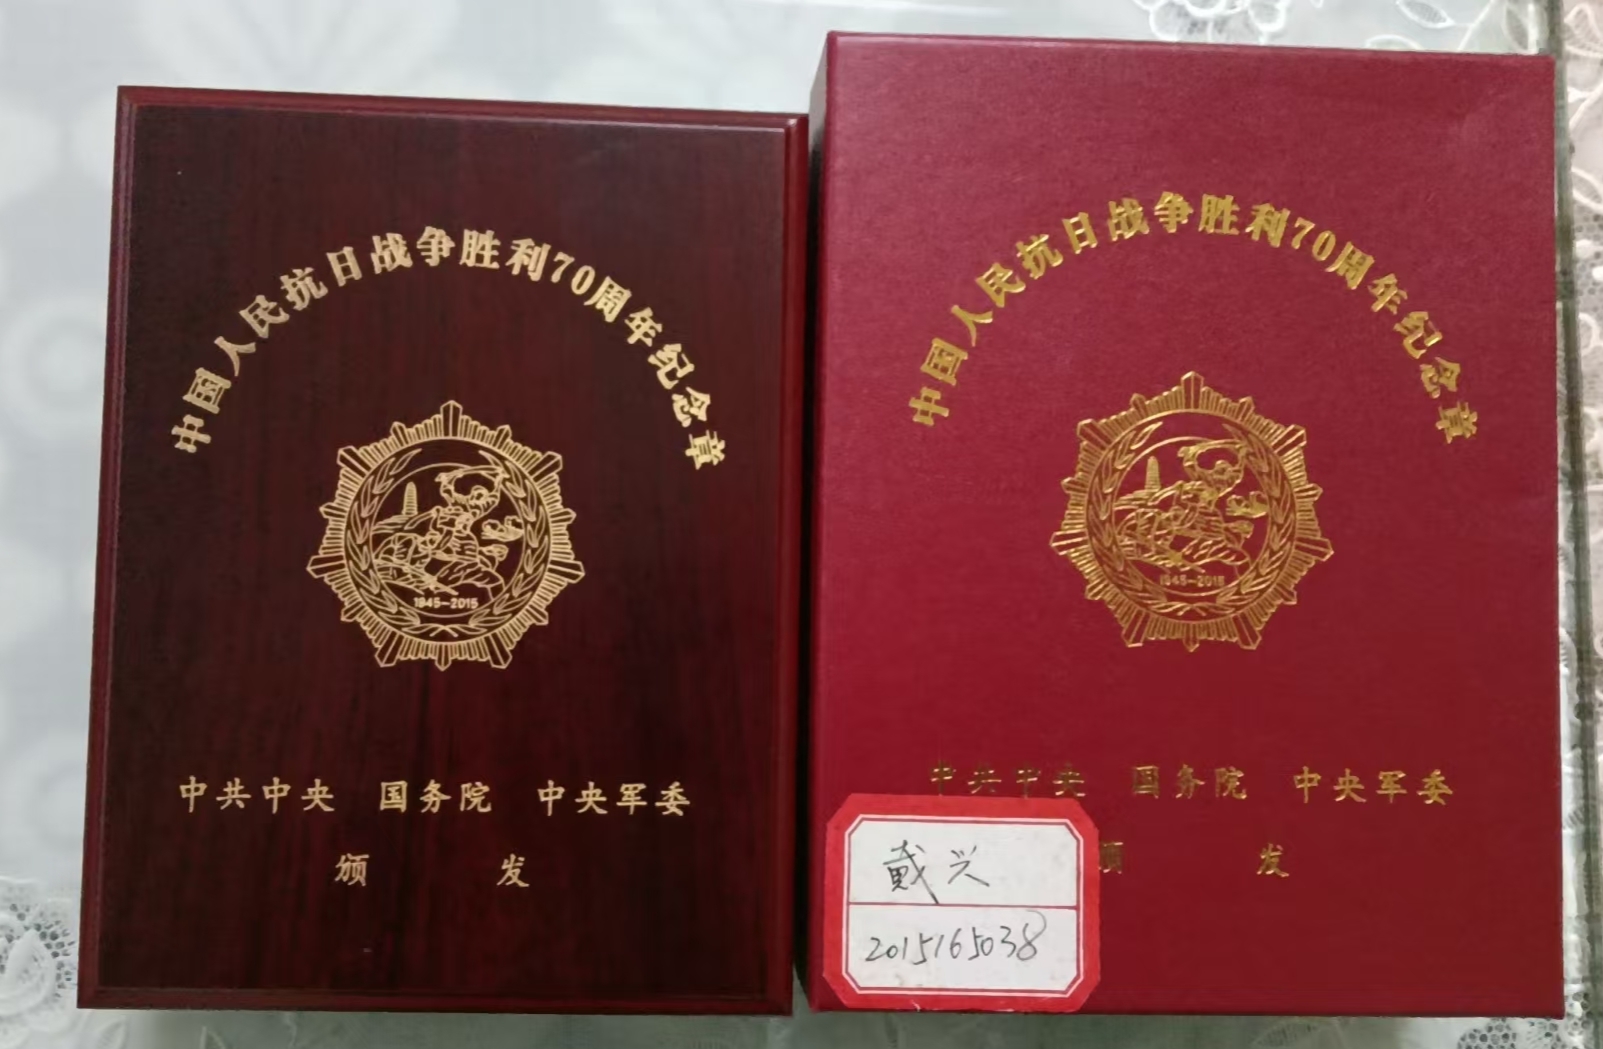 中国人民抗日战争胜利70周年纪念章
1945-2015
中共中央 国务院 中央军委
颁 发
中国人民抗日战争胜利70周年纪念章
1945-2015
中共中央 国务院 中央军委
颁 发
戴兴
2015165038